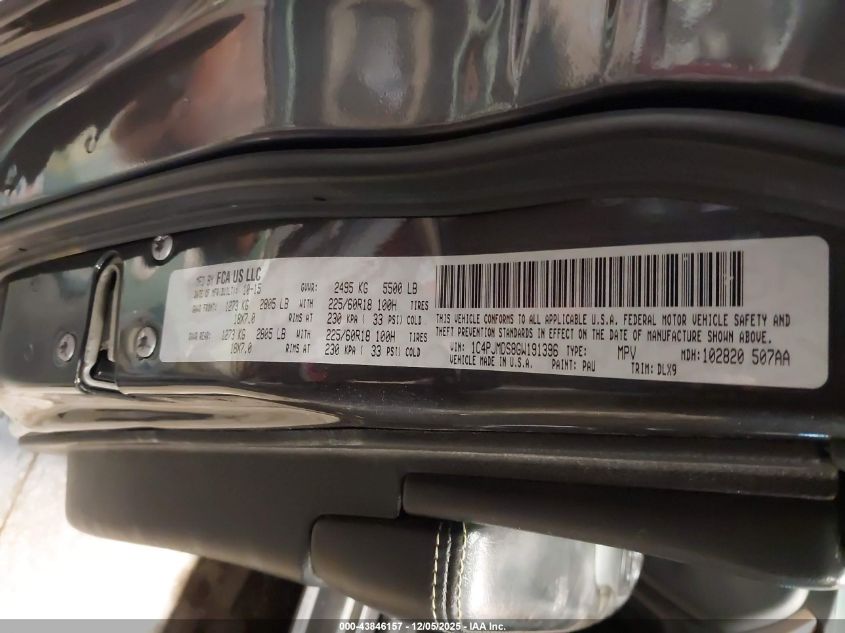 MFD BY FCA US LLC
DATE OF MFR 10-15
GVWR: 2495 KG 5500 LB
GAWR FRONT: 1273 KG 2805 LB WITH 225/60R18 100H TIRES
18X7.0 RIMS AT 230 KPA ( 33 PSI) COLD
GAWR REAR: 1273 KG 2805 LB WITH 225/60R18 100H TIRES
18X7.0 RIMS AT 230 KPA ( 33 PSI) COLD
THIS VEHICLE CONFORMS TO ALL APPLICABLE U.S.A. FEDERAL MOTOR VEHICLE SAFETY AND
THEFT PREVENTION STANDARDS IN EFFECT ON THE DATE OF MANUFACTURE SHOWN ABOVE.
VIN: 1C4PJMDS8GW191396 TYPE: MPV MDH: 102820 507AA
VEHICLE MADE IN U.S.A. PAINT: PAU TRIM: DLX9
000-43846157 - 12/05/2025 - IAA Inc.